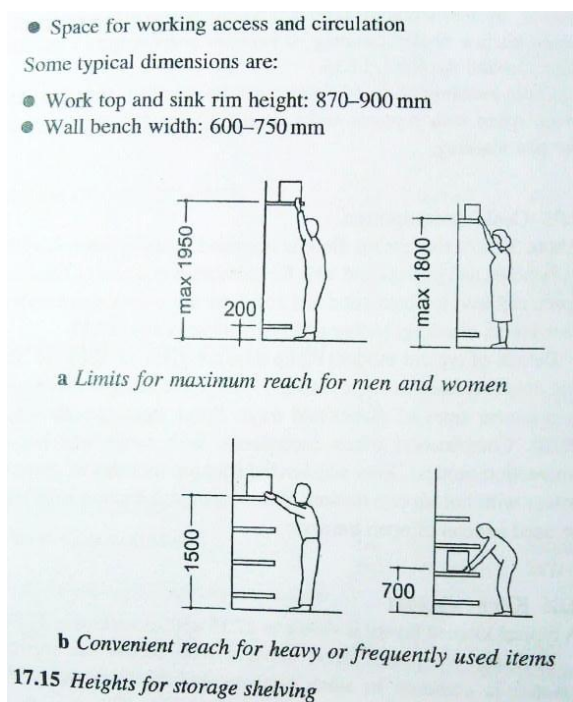 ● Space for working access and circulation
Some typical dimensions are:
● Work top and sink rim height: 870–900 mm
● Wall bench width: 600–750 mm
max 1950
200
max 1800
a Limits for maximum reach for men and women
1500
700
b Convenient reach for heavy or frequently used items
17.15 Heights for storage shelving